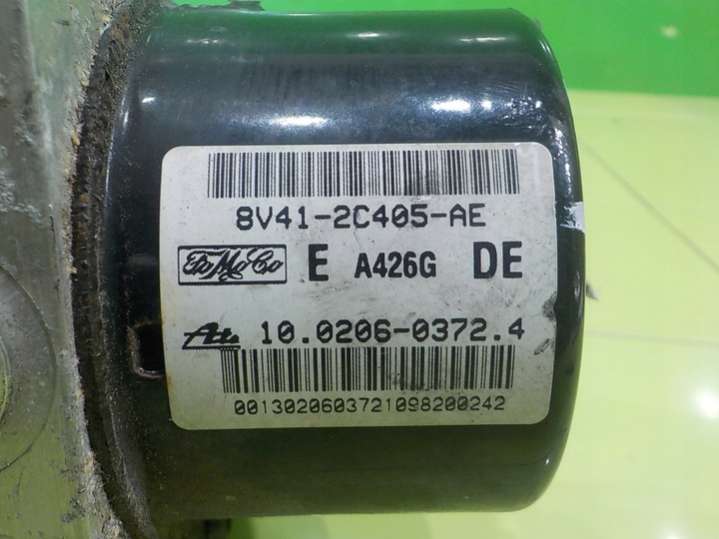 8V41-2C405-AE
FoMoCo E A426G DE
Ate 10.0206-0372.4
00130206037210982002​42